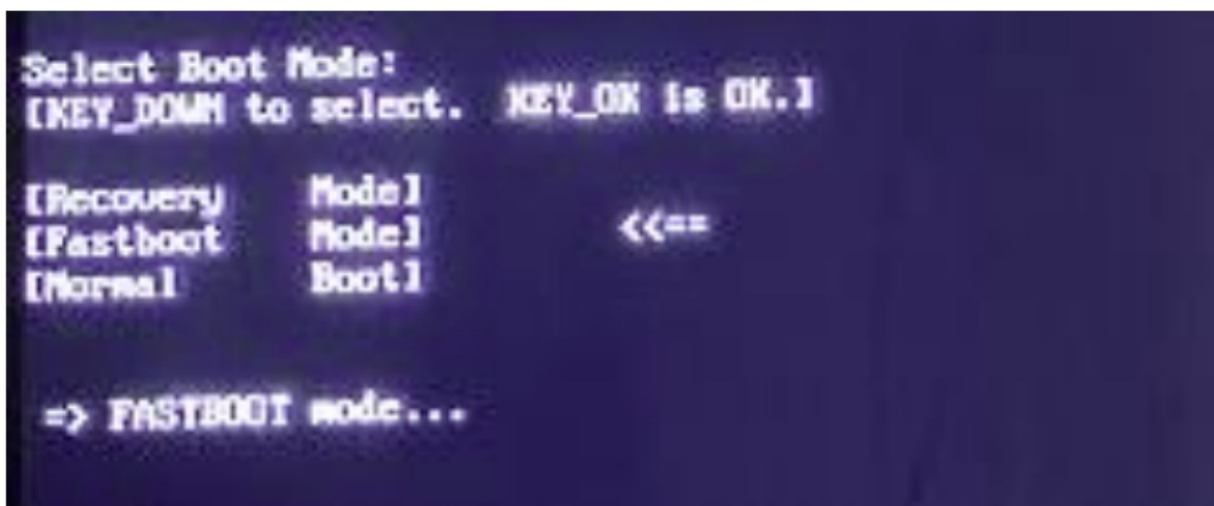 Select Boot Mode:
[KEY_DOWN to select.  KEY_OK is OK.]
[Recovery    Mode]
[Fastboot    Mode]    <<==
[Normal      Boot]
=> FASTBOOT mode...